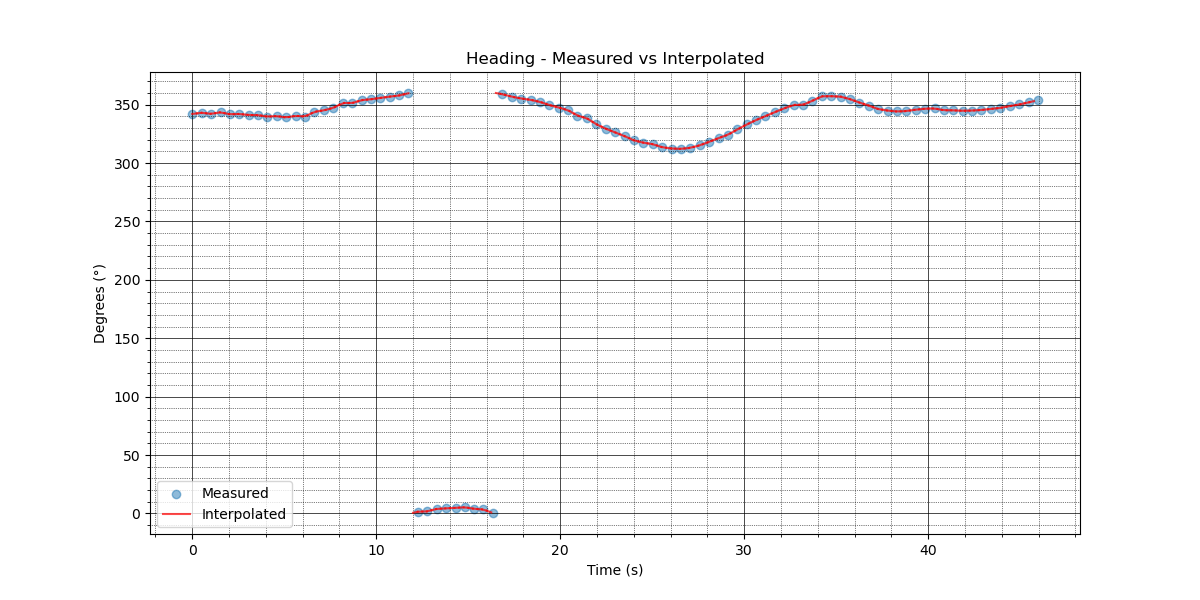 Heading - Measured vs Interpolated
Degrees (°)
350
300
250
200
150
100
50
0
Measured
Interpolated
0 10 20 30 40
Time (s)